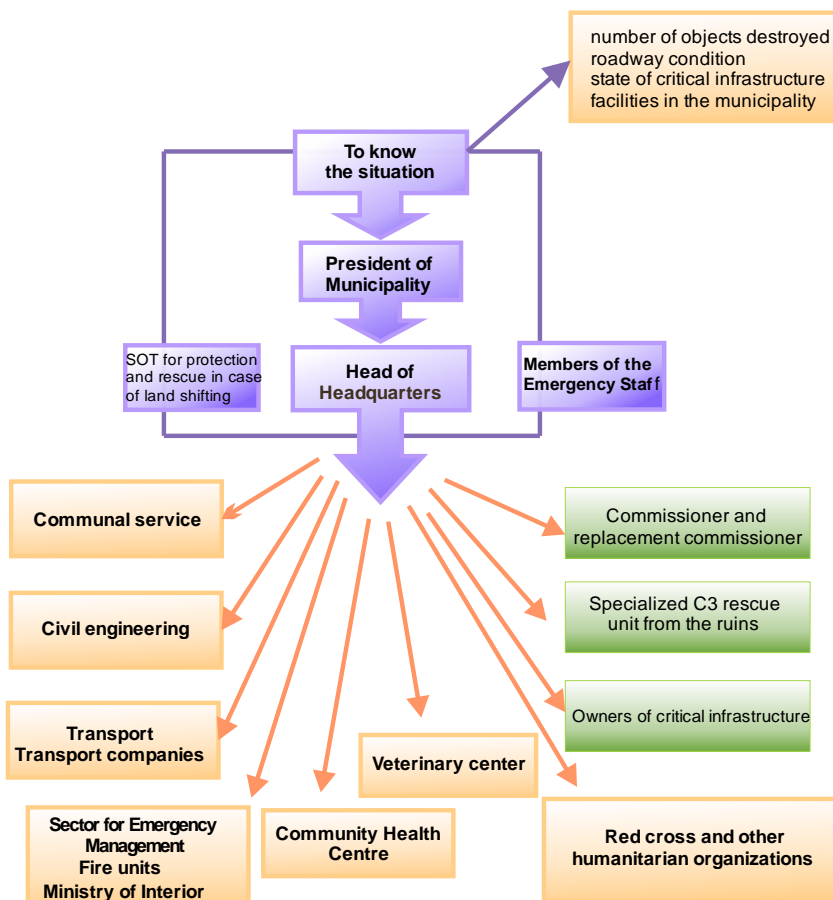 number of objects destroyed
roadway condition
state of critical infrastructure
facilities in the municipality
To know
the situation
President of
Municipality
SOT for protection
and rescue in case
of land shifting
Head of
Headquarters
Members of the
Emergency Staff
Communal service
Commissioner and
replacement commissioner
Civil engineering
Specialized C3 rescue
unit from the ruins
Transport
Transport companies
Owners of critical infrastructure
Veterinary center
Sector for Emergency
Management
Fire units
Ministry of Interior
Community Health
Centre
Red cross and other
humanitarian organizations